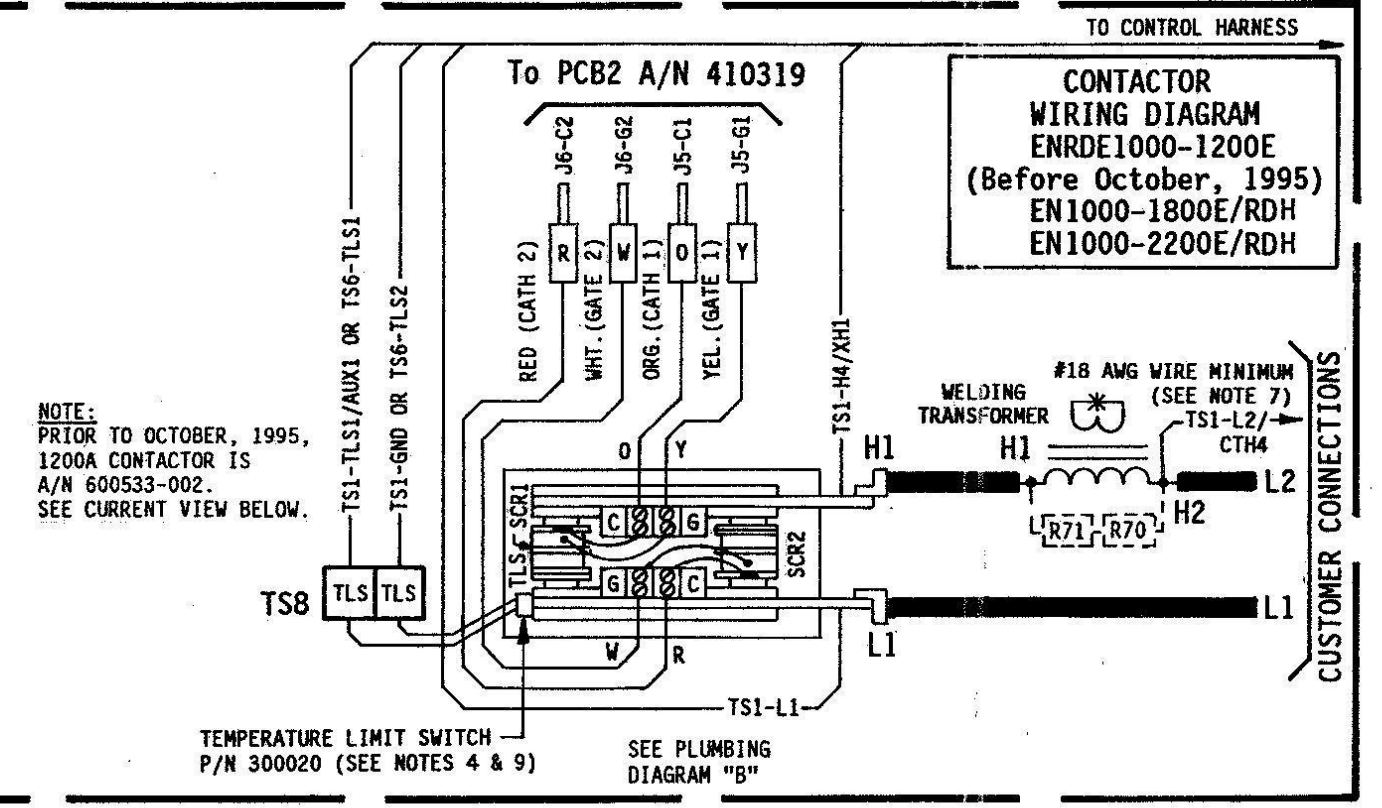 TO CONTROL HARNESS
To PCB2 A/N 410319
CONTACTOR
WIRING DIAGRAM
ENRDE1000-1200E
(Before October, 1995)
EN1000-1800E/RDH
EN1000-2200E/RDH
J6-C2
J6-G2
J5-C1
J5-G1
R
W
O
Y
RED (CATH 2)
WHT.(GATE 2)
ORG.(CATH 1)
YEL.(GATE 1)
TS1-TLS1/AUX1 OR TS6-TLS1
TS1-GND OR TS6-TLS2
TS1-H4/XH1
NOTE:
PRIOR TO OCTOBER, 1995,
1200A CONTACTOR IS
A/N 600533-002.
SEE CURRENT VIEW BELOW.
#18 AWG WIRE MINIMUM
(SEE NOTE 7)
WELDING
TRANSFORMER
TS1-L2/
CTH4
O
Y
H1
H1
L2
H2
R71
R70
CUSTOMER CONNECTIONS
TLS
SCR1
C
G
SCR2
G
C
TS8
TLS
TLS
L1
L1
W
R
TS1-L1
TEMPERATURE LIMIT SWITCH
P/N 300020 (SEE NOTES 4 & 9)
SEE PLUMBING
DIAGRAM "B"